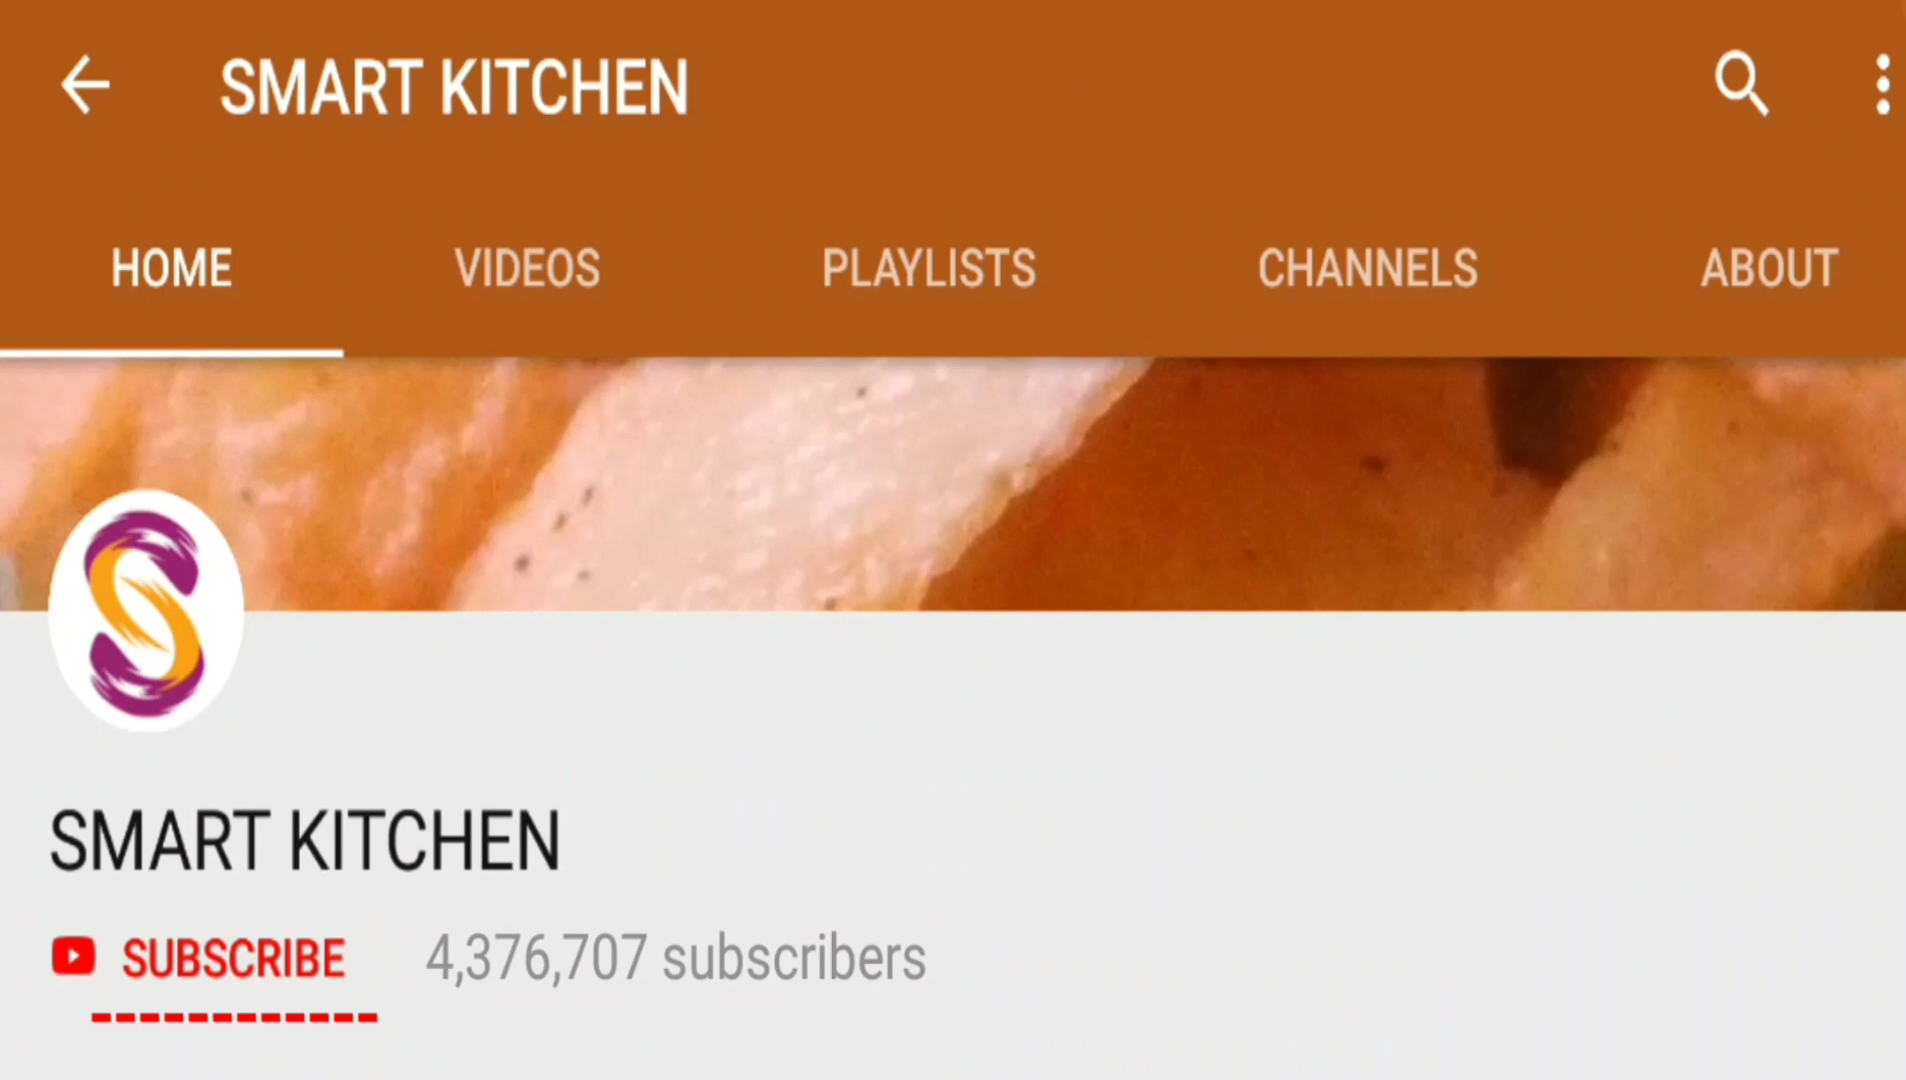 SMART KITCHEN
HOME VIDEOS PLAYLISTS CHANNELS ABOUT
SMART KITCHEN
SUBSCRIBE 4,376,707 subscribers